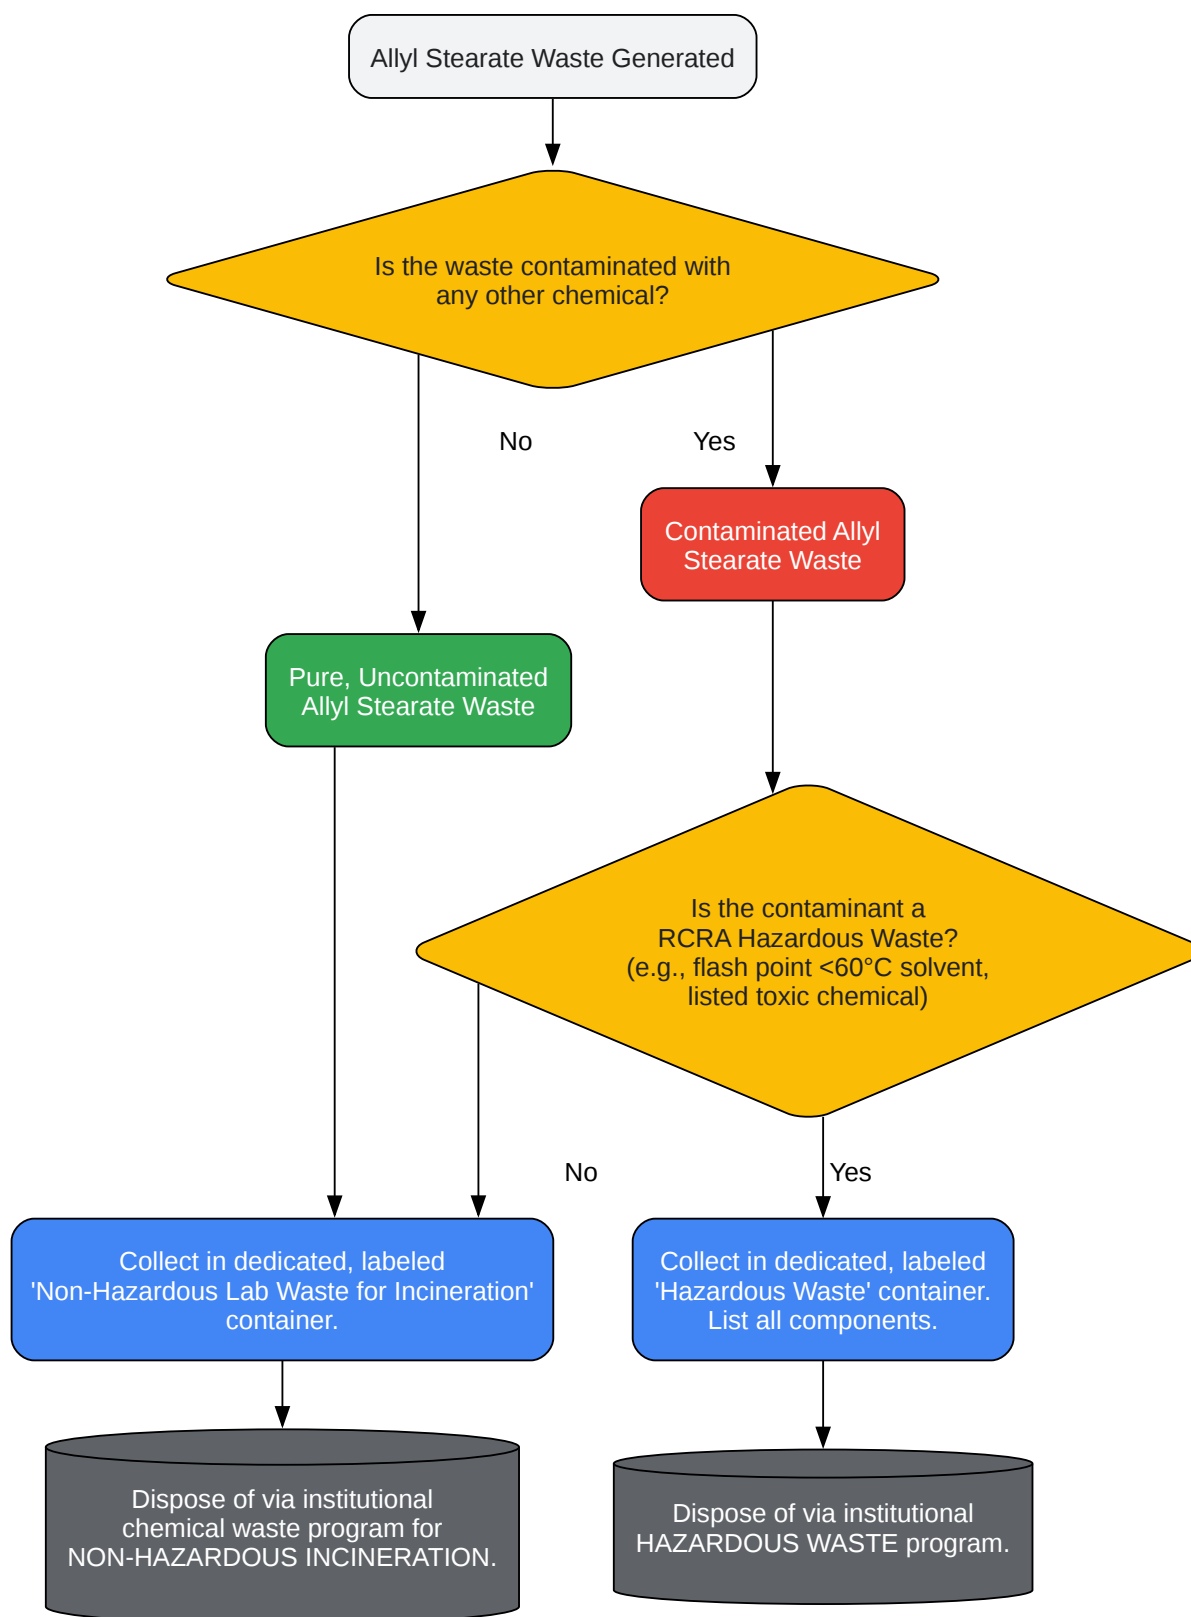 Allyl Stearate Waste Generated
Is the waste contaminated with
any other chemical?
No
Yes
Contaminated Allyl
Stearate Waste
Pure, Uncontaminated
Allyl Stearate Waste
Is the contaminant a
RCRA Hazardous Waste?
(e.g., flash point <60°C solvent,
listed toxic chemical)
No
Yes
Collect in dedicated, labeled
'Non-Hazardous Lab Waste for Incineration'
container.
Collect in dedicated, labeled
'Hazardous Waste' container.
List all components.
Dispose of via institutional
chemical waste program for
NON-HAZARDOUS INCINERATION.
Dispose of via institutional
HAZARDOUS WASTE program.